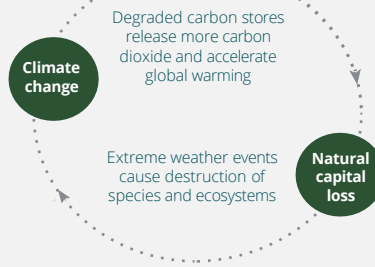 Degraded carbon stores
release more carbon
dioxide and accelerate
global warming
Climate
change
Extreme weather events
cause destruction of
species and ecosystems
Natural
capital
loss